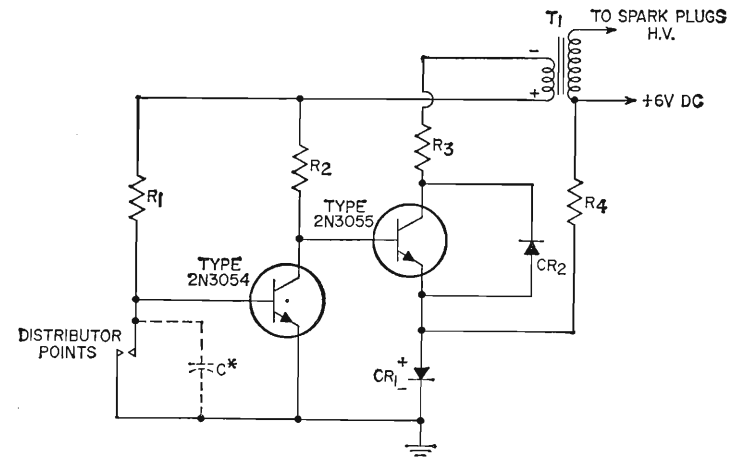 T1
TO SPARK PLUGS
H.V.
-
+
+6V DC
R3
R2
R1
R4
TYPE
2N3055
TYPE
2N3054
CR2
DISTRIBUTOR
POINTS
C*
+
CR1
-